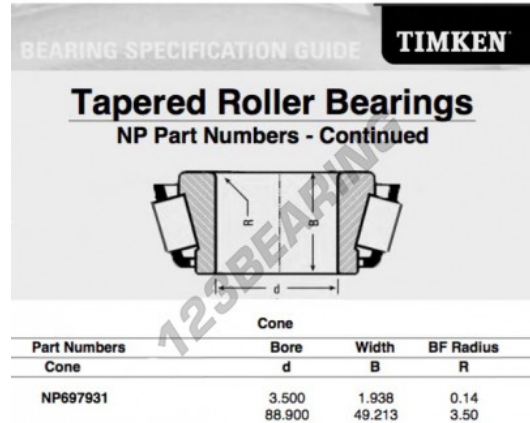 BEARING SPECIFICATION GUIDE
TIMKEN
Tapered Roller Bearings
NP Part Numbers - Continued
R
B
d
123BEARING
Cone
Part Numbers Bore Width BF Radius
Cone d B R
NP697931 3.500 1.938 0.14
88.900 49.213 3.50